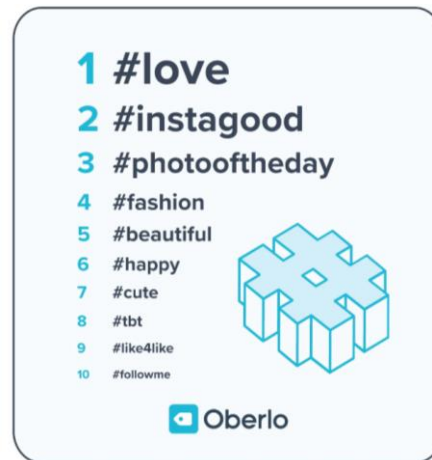 1 #love
2 #instagood
3 #photooftheday
4 #fashion
5 #beautiful
6 #happy
7 #cute
8 #tbt
9 #like4like
10 #followme
Oberlo